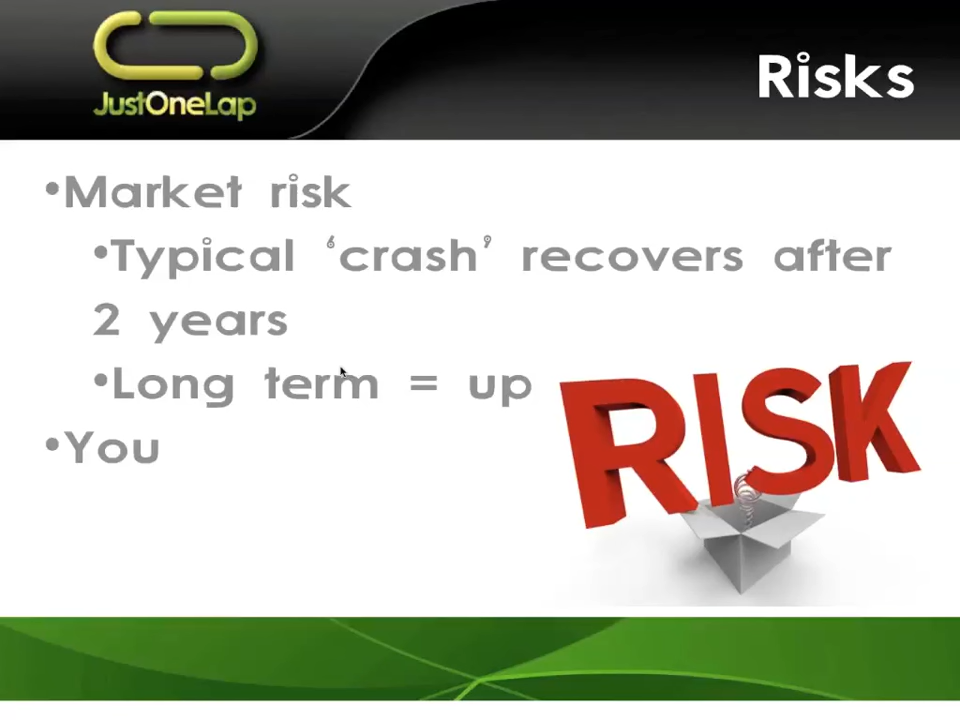 JustOneLap
Risks
•Market risk
•Typical ‘crash’ recovers after
2 years
•Long term = up
•You
RISK